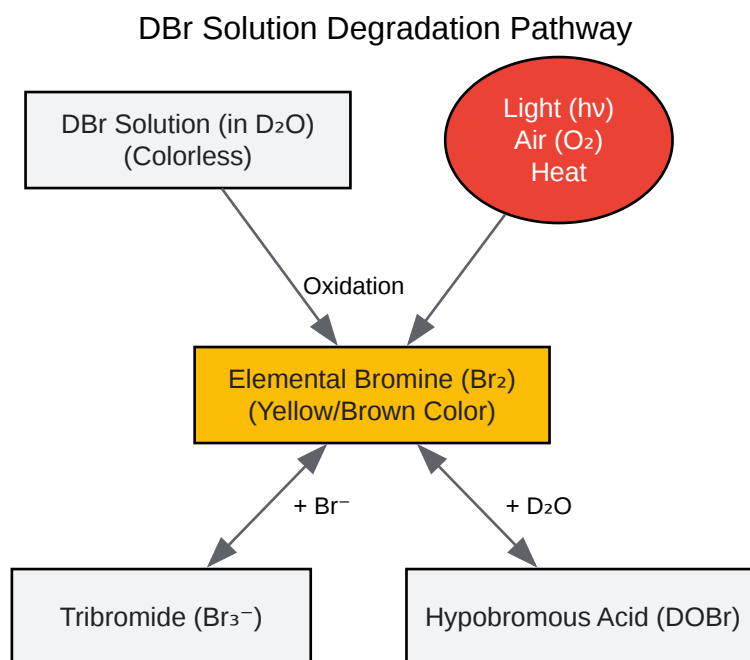 DBr Solution Degradation Pathway
DBr Solution (in D₂O)
(Colorless)
Light (hν)
Air (O₂)
Heat
Oxidation
Elemental Bromine (Br₂)
(Yellow/Brown Color)
+ Br⁻
+ D₂O
Tribromide (Br₃⁻)
Hypobromous Acid (DOBr)